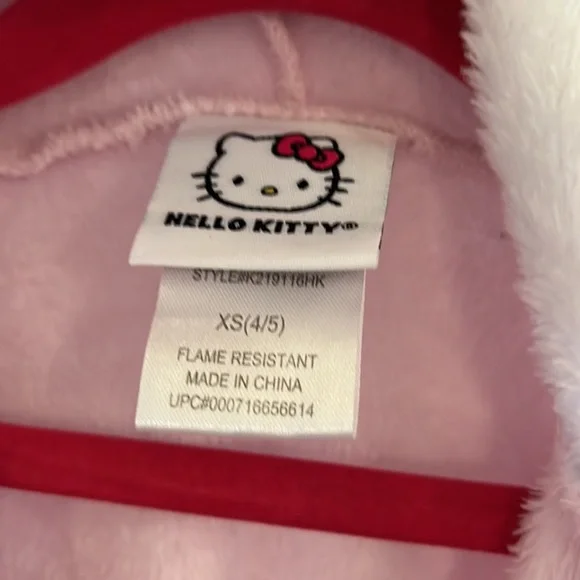 HELLO KITTY®
STYLE#K219116HK
XS(4/5)
FLAME RESISTANT
MADE IN CHINA
UPC#000716656614